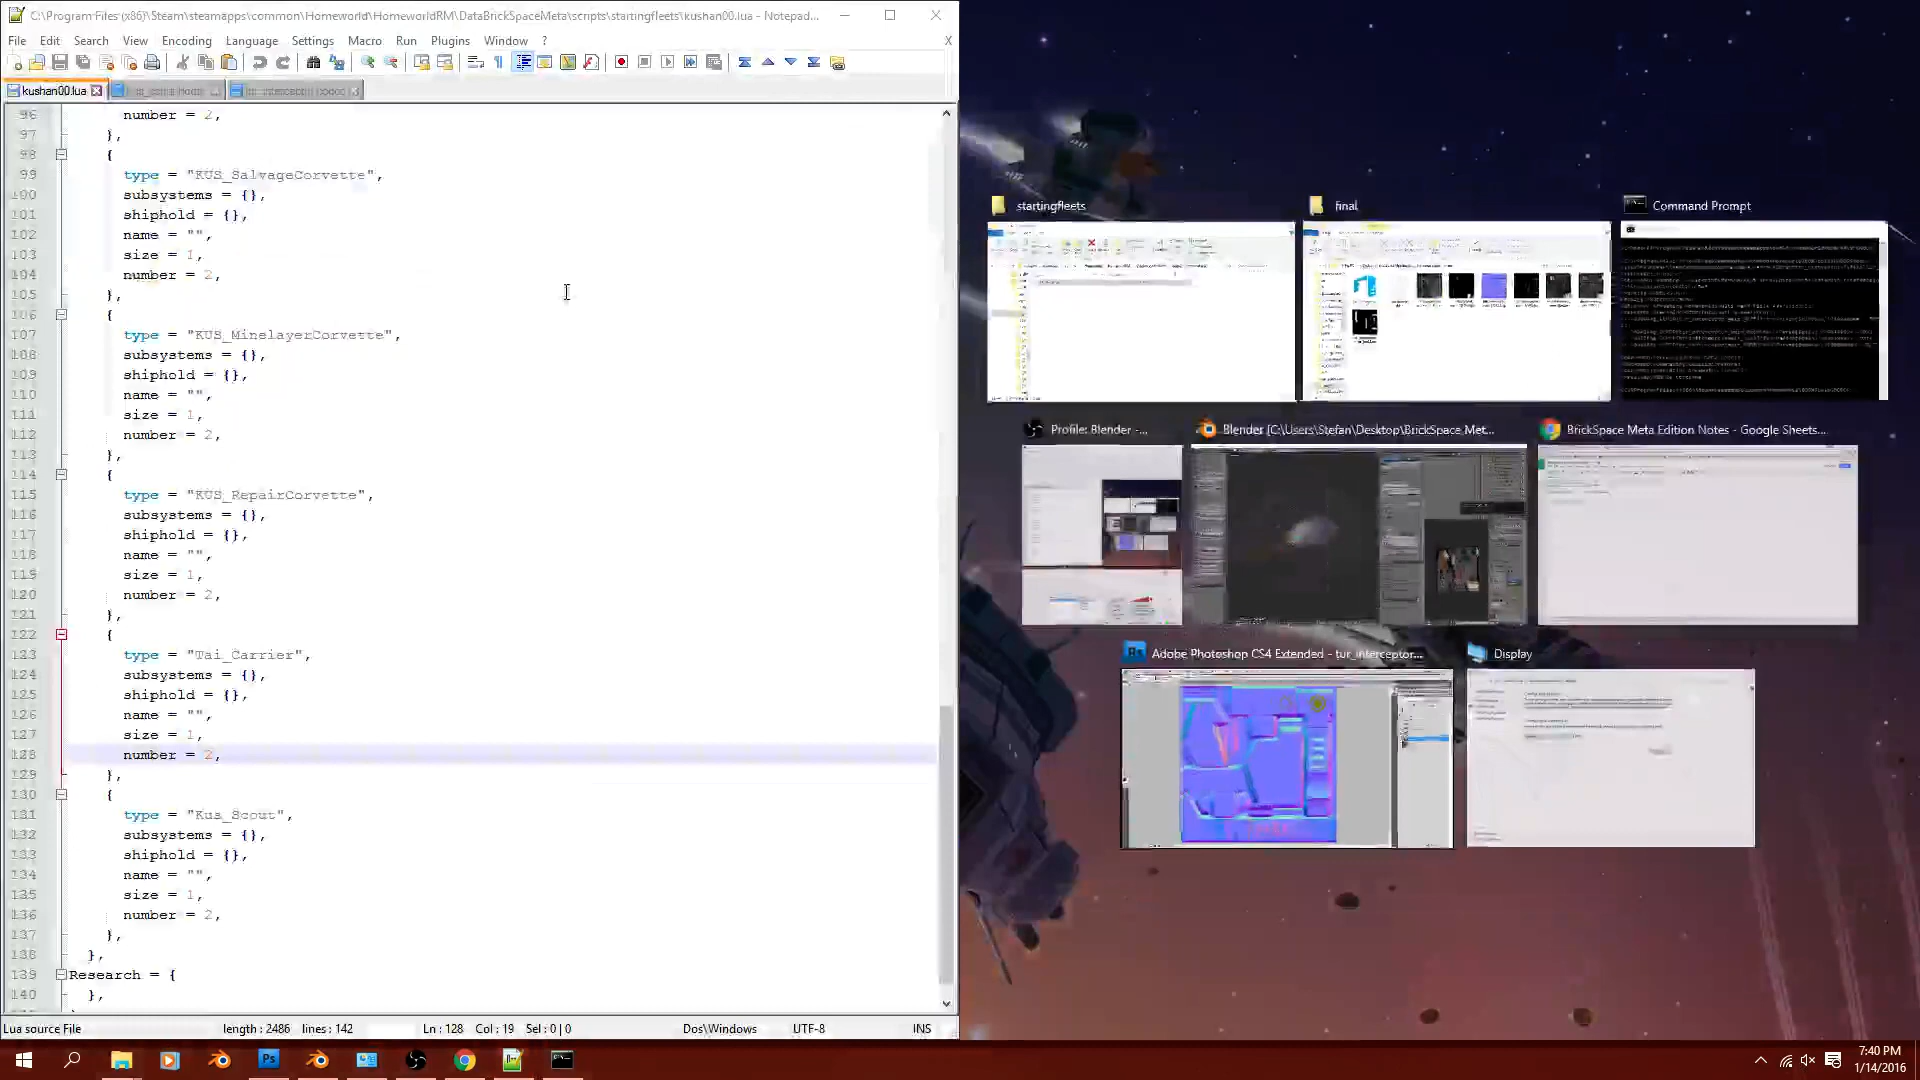 C:\Program Files (x86)\Steam\steamapps\common\Homeworld\HomeworldRM\DataBrickSpaceMeta\scripts\startingfleets\kushan00.lua - Notepad...
File Edit Search View Encoding Language Settings Macro Run Plugins Window ? X
kushan00.lua
96 number = 2,
97 },
98 {
99 type = "KUS_SalvageCorvette",
100 subsystems = {},
101 shiphold = {},
102 name = "",
103 size = 1,
104 number = 2,
105 },
106 {
107 type = "KUS_MinelayerCorvette",
108 subsystems = {},
109 shiphold = {},
110 name = "",
111 size = 1,
112 number = 2,
113 },
114 {
115 type = "KUS_RepairCorvette",
116 subsystems = {},
117 shiphold = {},
118 name = "",
119 size = 1,
120 number = 2,
121 },
122 {
123 type = "Tai_Carrier",
124 subsystems = {},
125 shiphold = {},
126 name = "",
127 size = 1,
128 number = 2,
129 },
130 {
131 type = "Kus_Scout",
132 subsystems = {},
133 shiphold = {},
134 name = "",
135 size = 1,
136 number = 2,
137 },
138 },
139 Research = {
140 },
Lua source File length : 2486 lines : 142 Ln : 128 Col : 19 Sel : 0 | 0 Dos\Windows UTF-8 INS
startingfleets
final
Command Prompt
Profile: Blender -...
Blender [C:\Users\Stefan\Desktop\BrickSpace Met...
BrickSpace Meta Edition Notes - Google Sheets...
Adobe Photoshop CS4 Extended - tur_interceptor...
Display
7:40 PM
1/14/2016